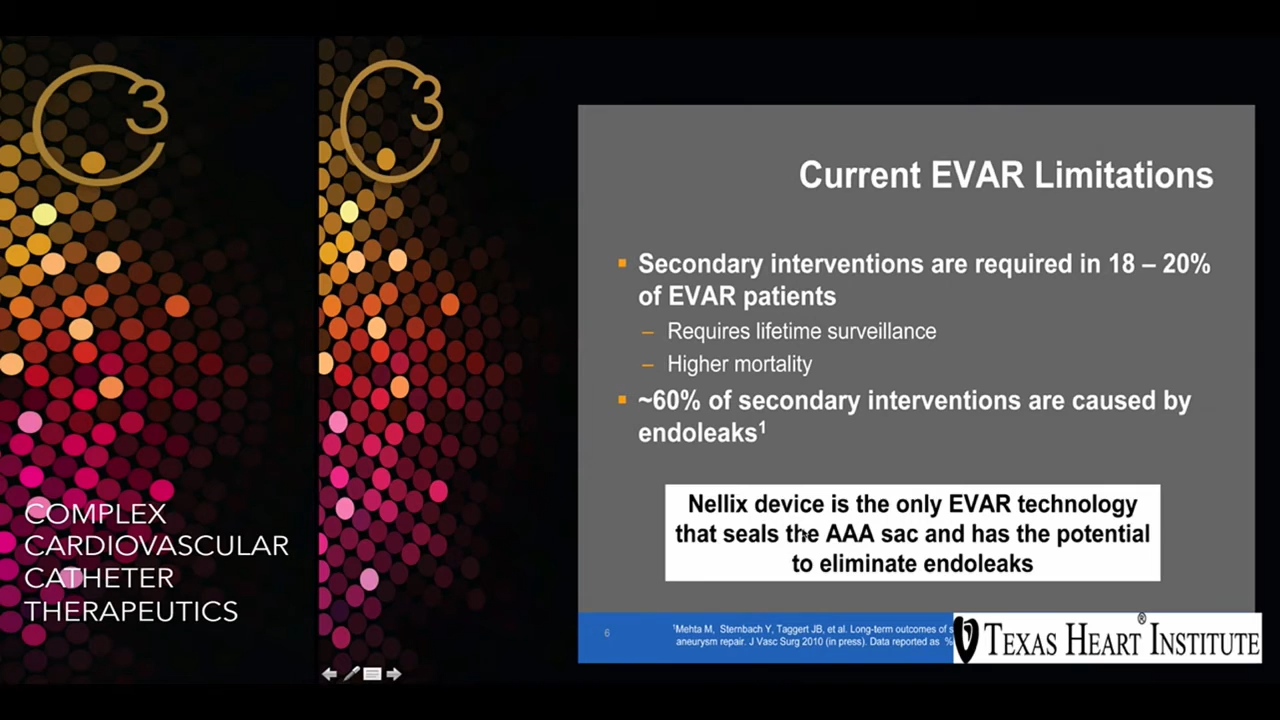 3
COMPLEX
CARDIOVASCULAR
CATHETER
THERAPEUTICS
3
Current EVAR Limitations
▪ Secondary interventions are required in 18 – 20%
of EVAR patients
– Requires lifetime surveillance
– Higher mortality
▪ ~60% of secondary interventions are caused by
endoleaks¹
Nellix device is the only EVAR technology
that seals the AAA sac and has the potential
to eliminate endoleaks
6
¹Mehta M, Sternbach Y, Taggert JB, et al. Long-term outcomes of
aneurysm repair. J Vasc Surg 2010 (in press). Data reported as
TEXAS HEART® INSTITUTE